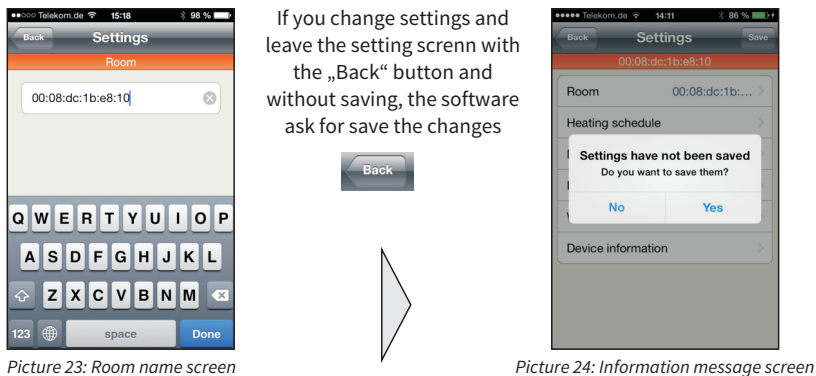 Telekom.de 15:18 98 %
Back Settings
Room
00:08:dc:1b:e8:10
Q W E R T Y U I O P
A S D F G H J K L
Z X C V B N M
123 space Done
Picture 23: Room name screen
If you change settings and
leave the setting screnn with
the „Back“ button and
without saving, the software
ask for save the changes
Back
Telekom.de 14:11 86 %
Back Settings Save
00:08:dc:1b:e8:10
Room 00:08:dc:1b:...
Heating schedule
Settings have not been saved
Do you want to save them?
No Yes
Device information
Picture 24: Information message screen